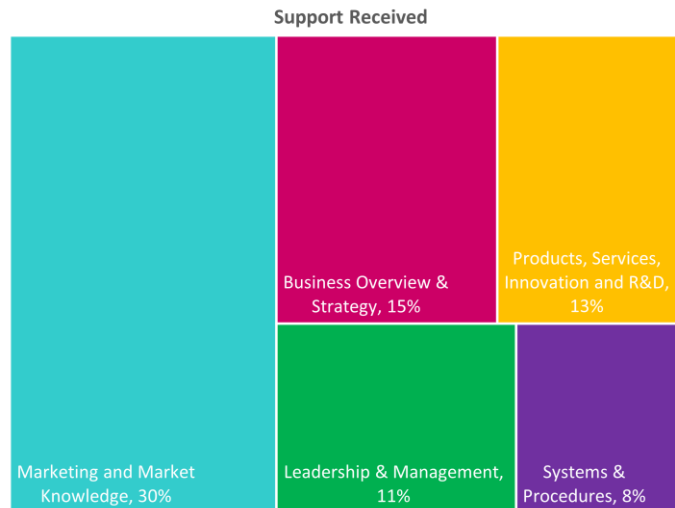 Support Received
Business Overview &
Strategy, 15%
Products, Services,
Innovation and R&D,
13%
Marketing and Market
Knowledge, 30%
Leadership & Management,
11%
Systems &
Procedures, 8%